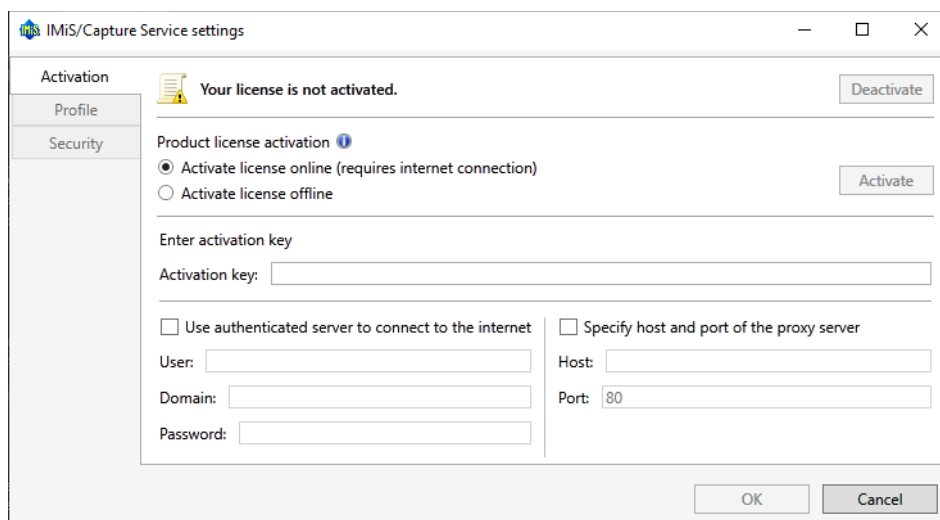 IMiS IMiS/Capture Service settings
Activation
Profile
Security
Your license is not activated.
Deactivate
Product license activation
Activate license online (requires internet connection)
Activate license offline
Activate
Enter activation key
Activation key:
Use authenticated server to connect to the internet
User:
Domain:
Password:
Specify host and port of the proxy server
Host:
Port: 80
OK
Cancel